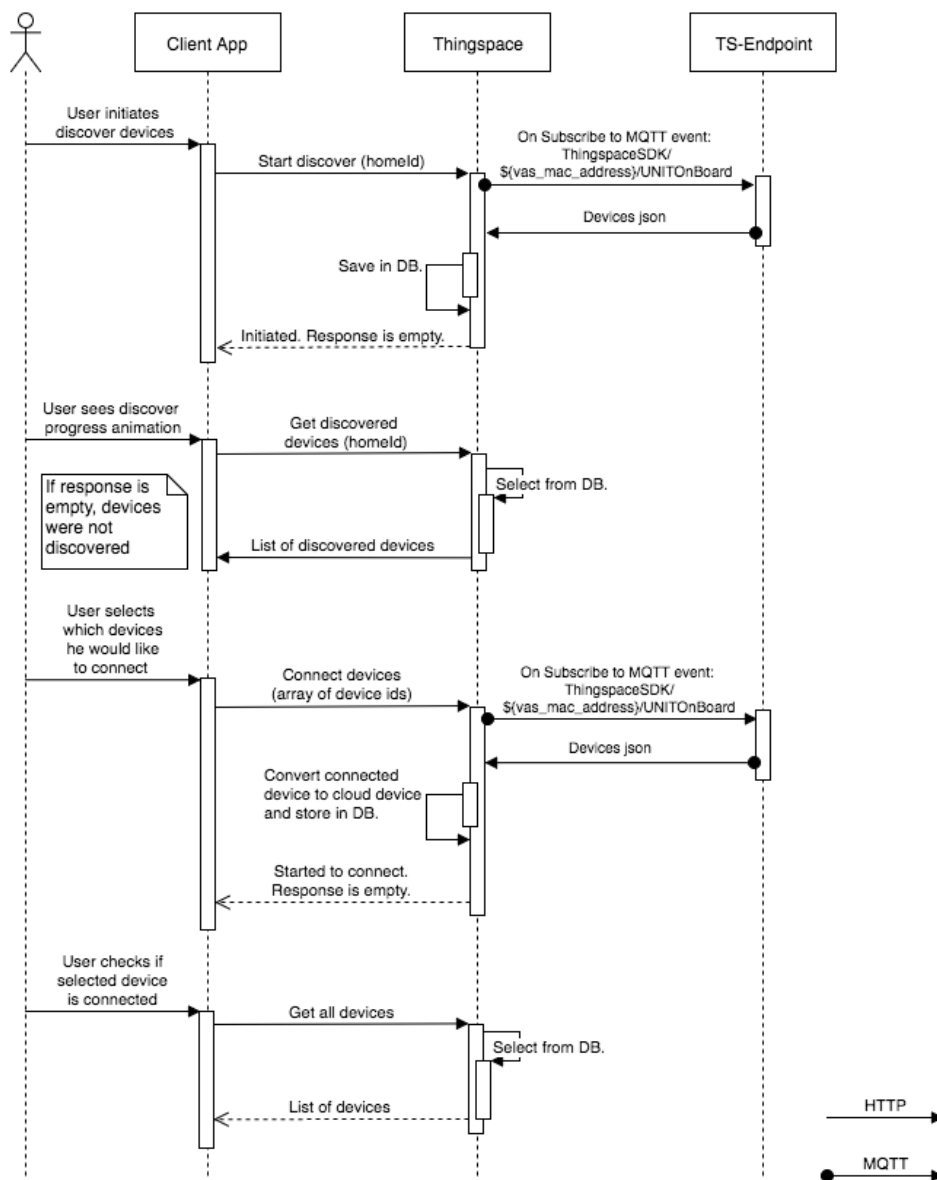 Client App
Thingspace
TS-Endpoint
User initiates
discover devices
Start discover (homeId)
On Subscribe to MQTT event:
ThingspaceSDK/
${vas_mac_address}/UNITOnBoard
Devices json
Save in DB.
Initiated. Response is empty.
User sees discover
progress animation
Get discovered
devices (homeId)
Select from DB.
If response is
empty, devices
were not
discovered
List of discovered devices
User selects
which devices
he would like
to connect
Connect devices
(array of device ids)
On Subscribe to MQTT event:
ThingspaceSDK/
${vas_mac_address}/UNITOnBoard
Devices json
Convert connected
device to cloud device
and store in DB.
Started to connect.
Response is empty.
User checks if
selected device
is connected
Get all devices
Select from DB.
List of devices
HTTP
MQTT